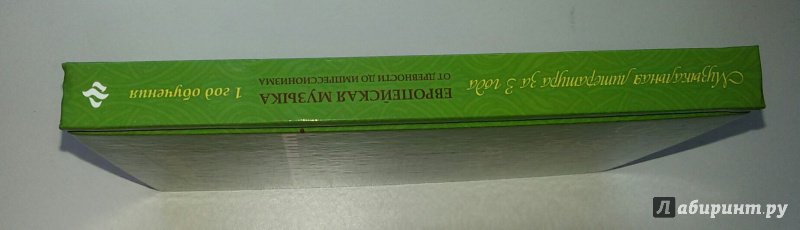 Музыкальная литература за 3 года
ЕВРОПЕЙСКАЯ МУЗЫКА
ОТ ДРЕВНОСТИ ДО ИМПРЕССИОНИЗМА
1 год обучения
Лабиринт.ру